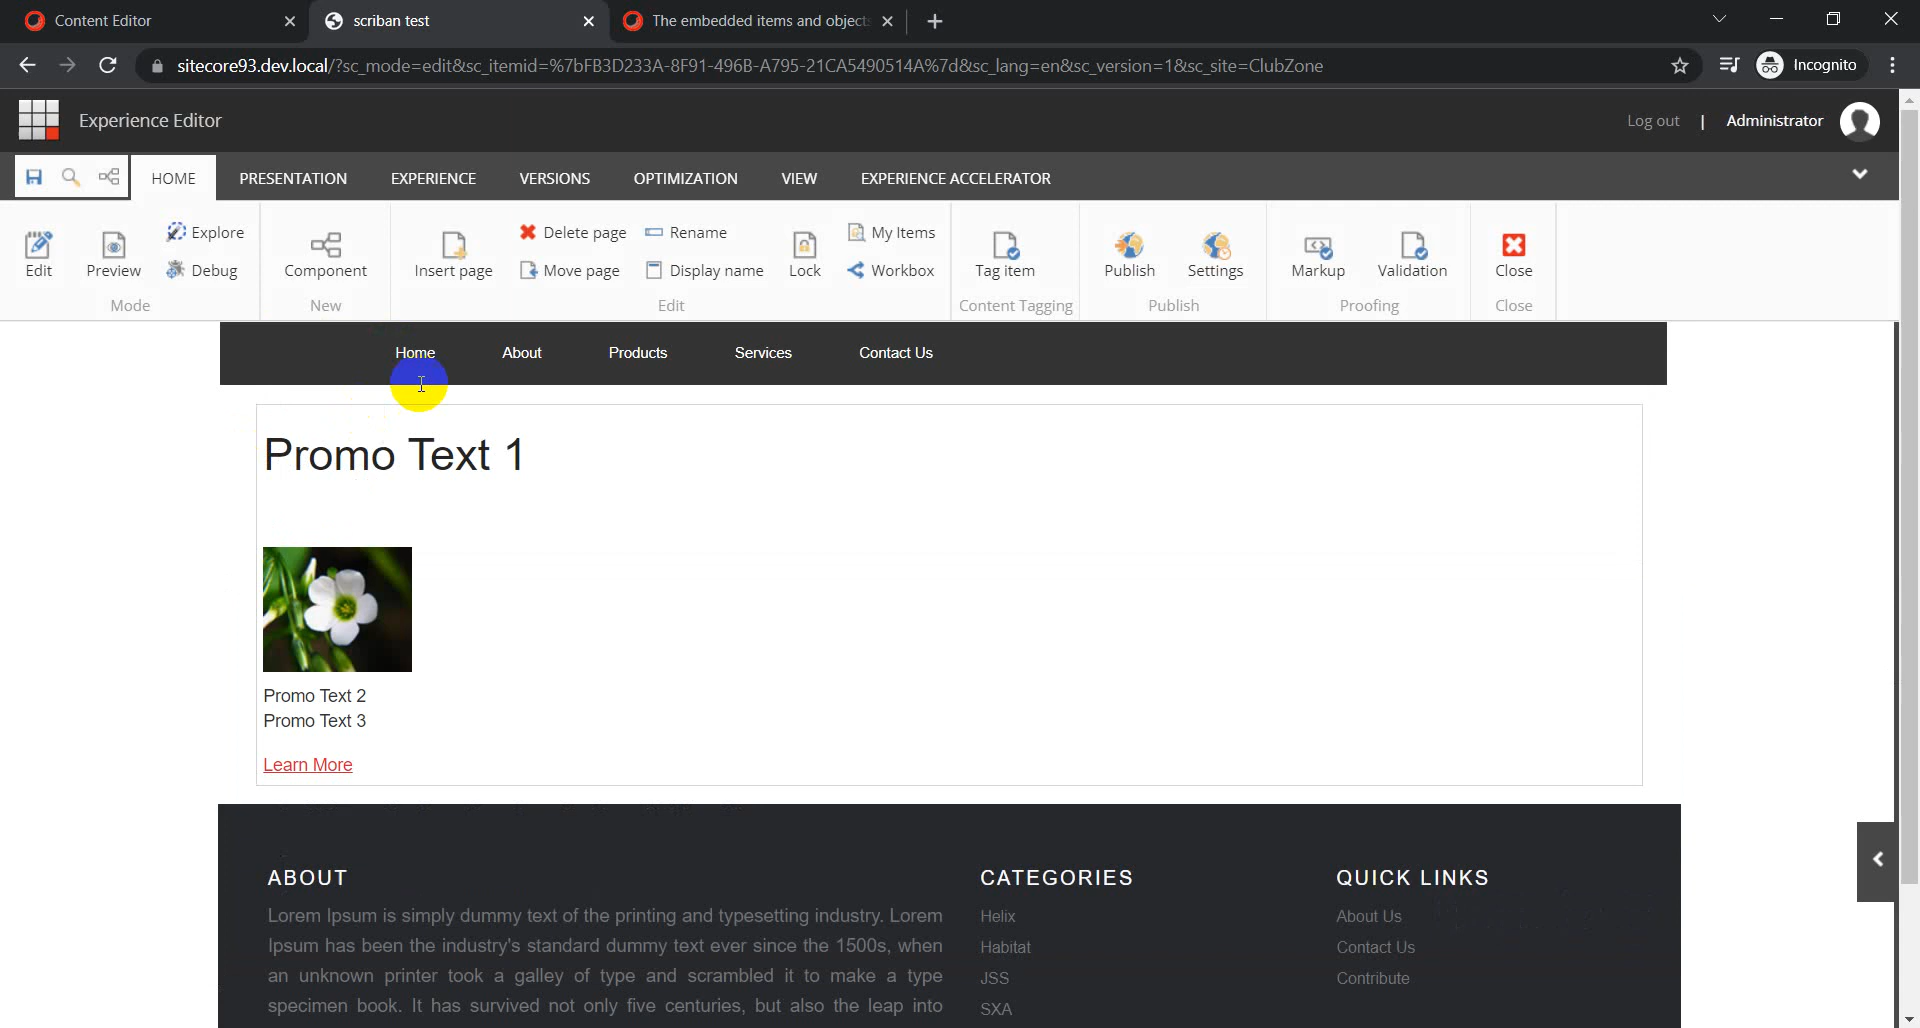 Content Editor
scriban test
The embedded items and object
sitecore93.dev.local/?sc_mode=edit&sc_itemid=%7bFB3D233A-8F91-496B-A795-21CA5490514A%7d&sc_lang=en&sc_version=1&sc_site=ClubZone
Incognito
Experience Editor
Log out | Administrator
HOME PRESENTATION EXPERIENCE VERSIONS OPTIMIZATION VIEW EXPERIENCE ACCELERATOR
Explore Delete page Rename My Items
Edit Preview Debug Component Insert page Move page Display name Lock Workbox Tag item Publish Settings Markup Validation Close
Mode New Edit Content Tagging Publish Proofing Close
Home About Products Services Contact Us
Promo Text 1
Promo Text 2
Promo Text 3
Learn More
ABOUT
Lorem Ipsum is simply dummy text of the printing and typesetting industry. Lorem
Ipsum has been the industry's standard dummy text ever since the 1500s, when
an unknown printer took a galley of type and scrambled it to make a type
specimen book. It has survived not only five centuries, but also the leap into
CATEGORIES
Helix
Habitat
JSS
SXA
QUICK LINKS
About Us
Contact Us
Contribute